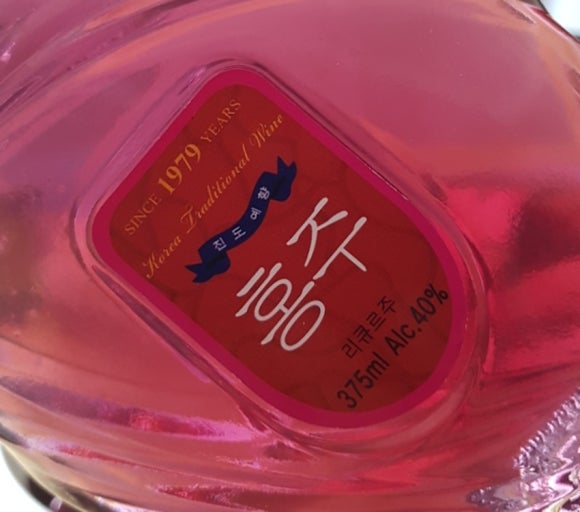 SINCE 1979 YEARS
Korea Traditional Wine
진도예향
홍주
리큐르주
375ml Alc.40%